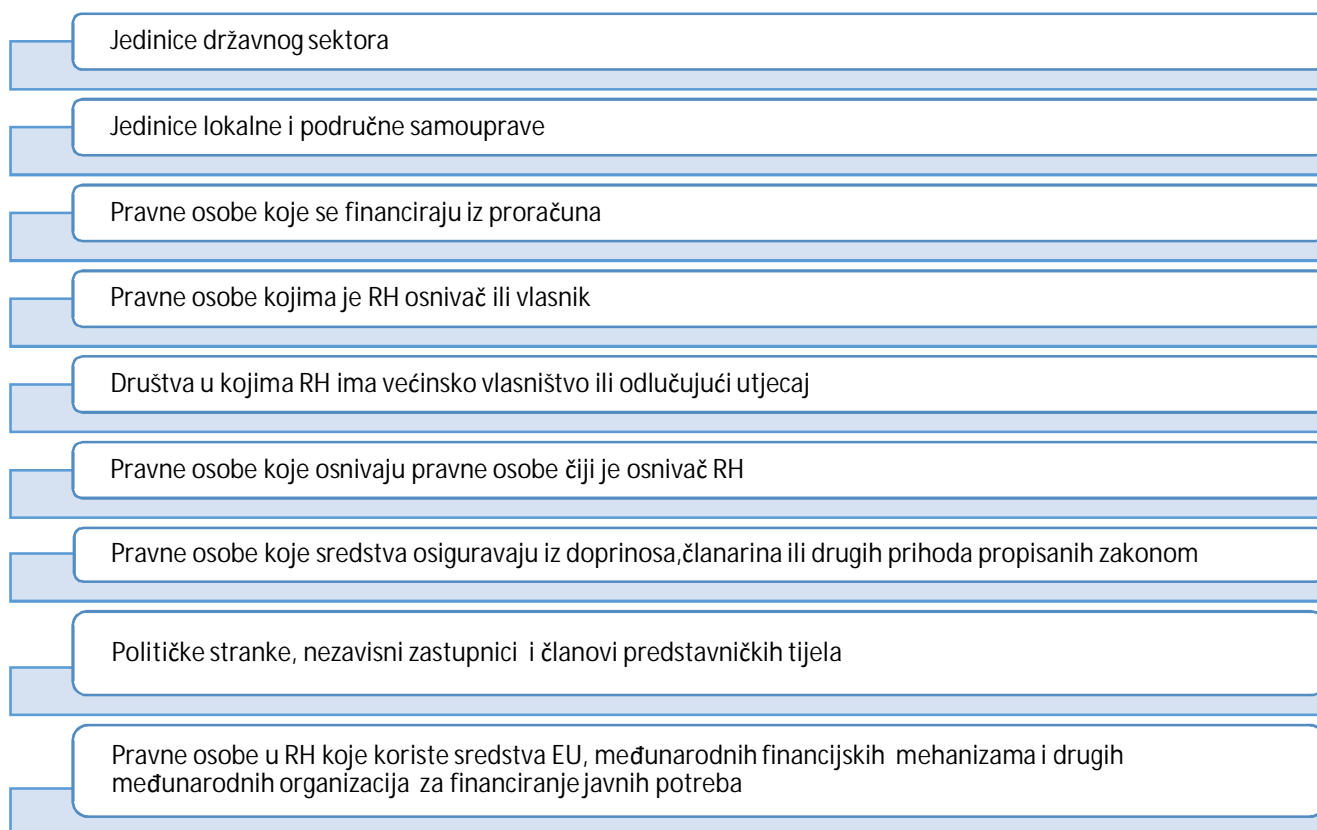 Jedinice državnog sektora
Jedinice lokalne i područne samouprave
Pravne osobe koje se financiraju iz proračuna
Pravne osobe kojima je RH osnivač ili vlasnik
Društva u kojima RH ima većinsko vlasništvo ili odlučujući utjecaj
Pravne osobe koje osnivaju pravne osobe čiji je osnivač RH
Pravne osobe koje sredstva osiguravaju iz doprinosa,članarina ili drugih prihoda propisanih zakonom
Političke stranke, nezavisni zastupnici i članovi predstavničkih tijela
Pravne osobe u RH koje koriste sredstva EU, međunarodnih financijskih mehanizama i drugih
međunarodnih organizacija za financiranje javnih potreba